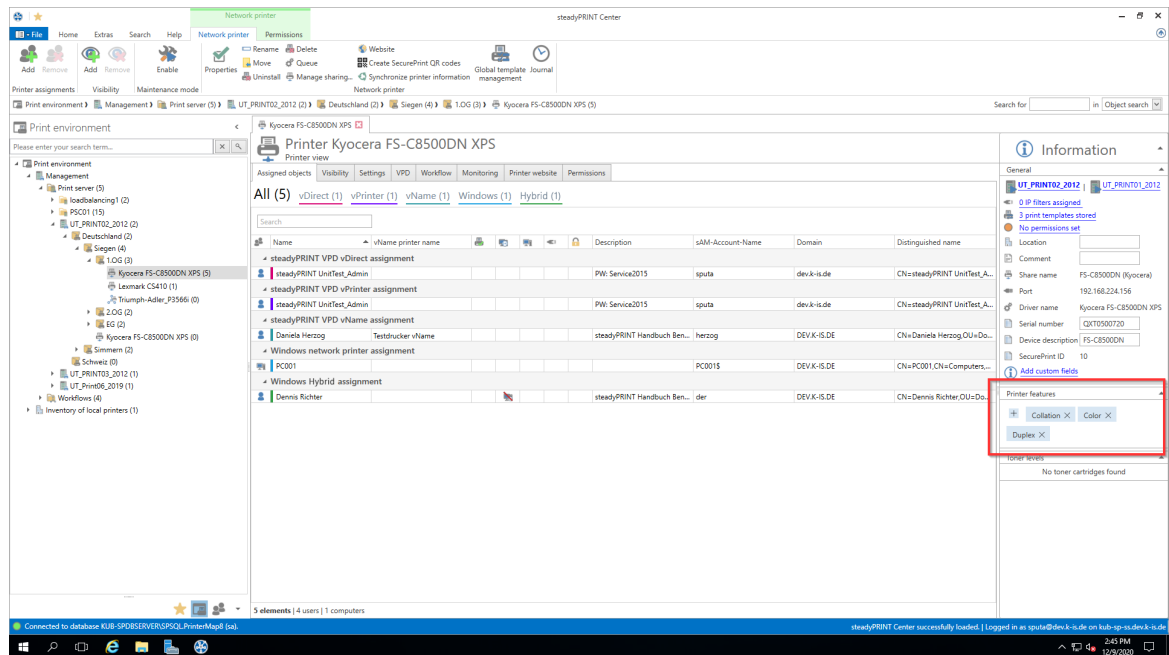 Network printer
steadyPRINT Center
File Home Extras Search Help Network printer Permissions
Add Remove Add Remove Enable Properties
Rename Delete Website
Move Queue Create SecurePrint QR codes
Uninstall Manage sharing... Synchronize printer information
Global template management Journal
Printer assignments Visibility Maintenance mode Network printer
Print environment Management Print server (5) UT_PRINT02_2012 (2) Deutschland (2) Siegen (4) 1.OG (3) Kyocera FS-C8500DN XPS (5)
Search for in Object search
Print environment
Please enter your search term...
Print environment
Management
Print server (5)
loadbalancing1 (2)
PSC01 (15)
UT_PRINT02_2012 (2)
Deutschland (2)
Siegen (4)
1.OG (3)
Kyocera FS-C8500DN XPS (5)
Lexmark CS410 (1)
Triumph-Adler_P3566i (0)
2.OG (2)
EG (2)
Kyocera FS-C8500DN XPS (0)
Simmern (2)
Schweiz (0)
UT_PRINT03_2012 (1)
UT_Print06_2019 (1)
Workflows (4)
Inventory of local printers (1)
Kyocera FS-C8500DN XPS
Printer Kyocera FS-C8500DN XPS
Printer view
Assigned objects Visibility Settings VPD Workflow Monitoring Printer website Permissions
All (5) vDirect (1) vPrinter (1) vName (1) Windows (1) Hybrid (1)
Search
Name vName printer name Description sAM-Account-Name Domain Distinguished name
steadyPRINT VPD vDirect assignment
steadyPRINT UnitTest_Admin PW: Service2015 sputa dev.k-is.de CN=steadyPRINT UnitTest_A...
steadyPRINT VPD vPrinter assignment
steadyPRINT UnitTest_Admin PW: Service2015 sputa dev.k-is.de CN=steadyPRINT UnitTest_A...
steadyPRINT VPD vName assignment
Daniela Herzog Testdrucker vName steadyPRINT Handbuch Ben... herzog DEV.K-IS.DE CN=Daniela Herzog,OU=Do...
Windows network printer assignment
PC001 PC001$ DEV.K-IS.DE CN=PC001,CN=Computers,...
Windows Hybrid assignment
Dennis Richter steadyPRINT Handbuch Ben... der DEV.K-IS.DE CN=Dennis Richter,OU=Do...
5 elements | 4 users | 1 computers
Information
General
UT_PRINT02_2012 | UT_PRINT01_2012
0 IP filters assigned
3 print templates stored
No permissions set
Location
Comment
Share name FS-C8500DN (Kyocera)
Port 192.168.224.156
Driver name Kyocera FS-C8500DN XPS
Serial number QXT0500720
Device description FS-C8500DN
SecurePrint ID 10
Add custom fields
Printer features
Collation Color
Duplex
Toner levels
No toner cartridges found
Connected to database KUB-SPDBSERVER\SPSQL.PrinterMap8 (sa).
steadyPRINT Center successfully loaded. | Logged in as sputa@dev.k-is.de on kub-sp-ss.dev.k-is.de
2:45 PM
12/9/2020